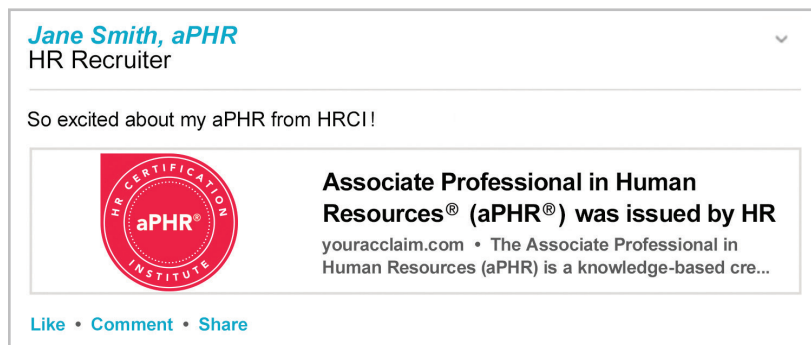 Jane Smith, aPHR
HR Recruiter
So excited about my aPHR from HRCI!
HR CERTIFICATION
aPHR®
INSTITUTE
Associate Professional in Human
Resources® (aPHR®) was issued by HR
youracclaim.com • The Associate Professional in
Human Resources (aPHR) is a knowledge-based cre...
Like • Comment • Share